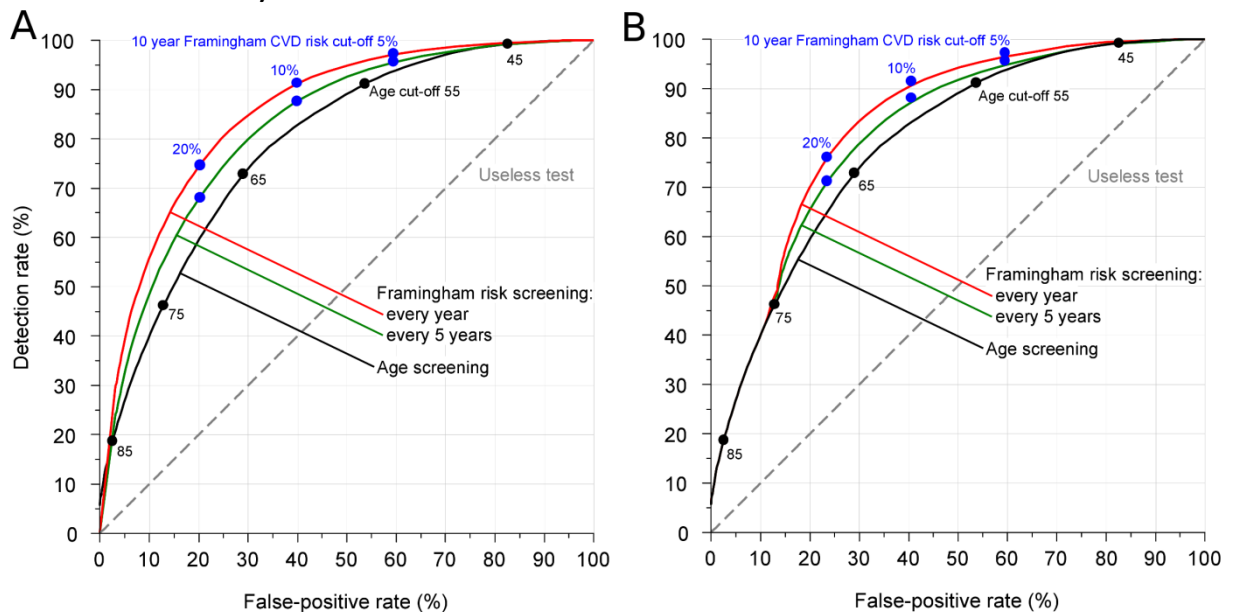 A
10 year Framingham CVD risk cut-off 5%
10%
20%
45
Age cut-off 55
65
75
85
Useless test
Framingham risk screening:
every year
every 5 years
Age screening
Detection rate (%)
100
90
80
70
60
50
40
30
20
10
0
0 10 20 30 40 50 60 70 80 90 100
False-positive rate (%)
B
10 year Framingham CVD risk cut-off 5%
10%
20%
45
Age cut-off 55
65
75
85
Useless test
Framingham risk screening:
every year
every 5 years
Age screening
100
90
80
70
60
50
40
30
20
10
0
0 10 20 30 40 50 60 70 80 90 100
False-positive rate (%)